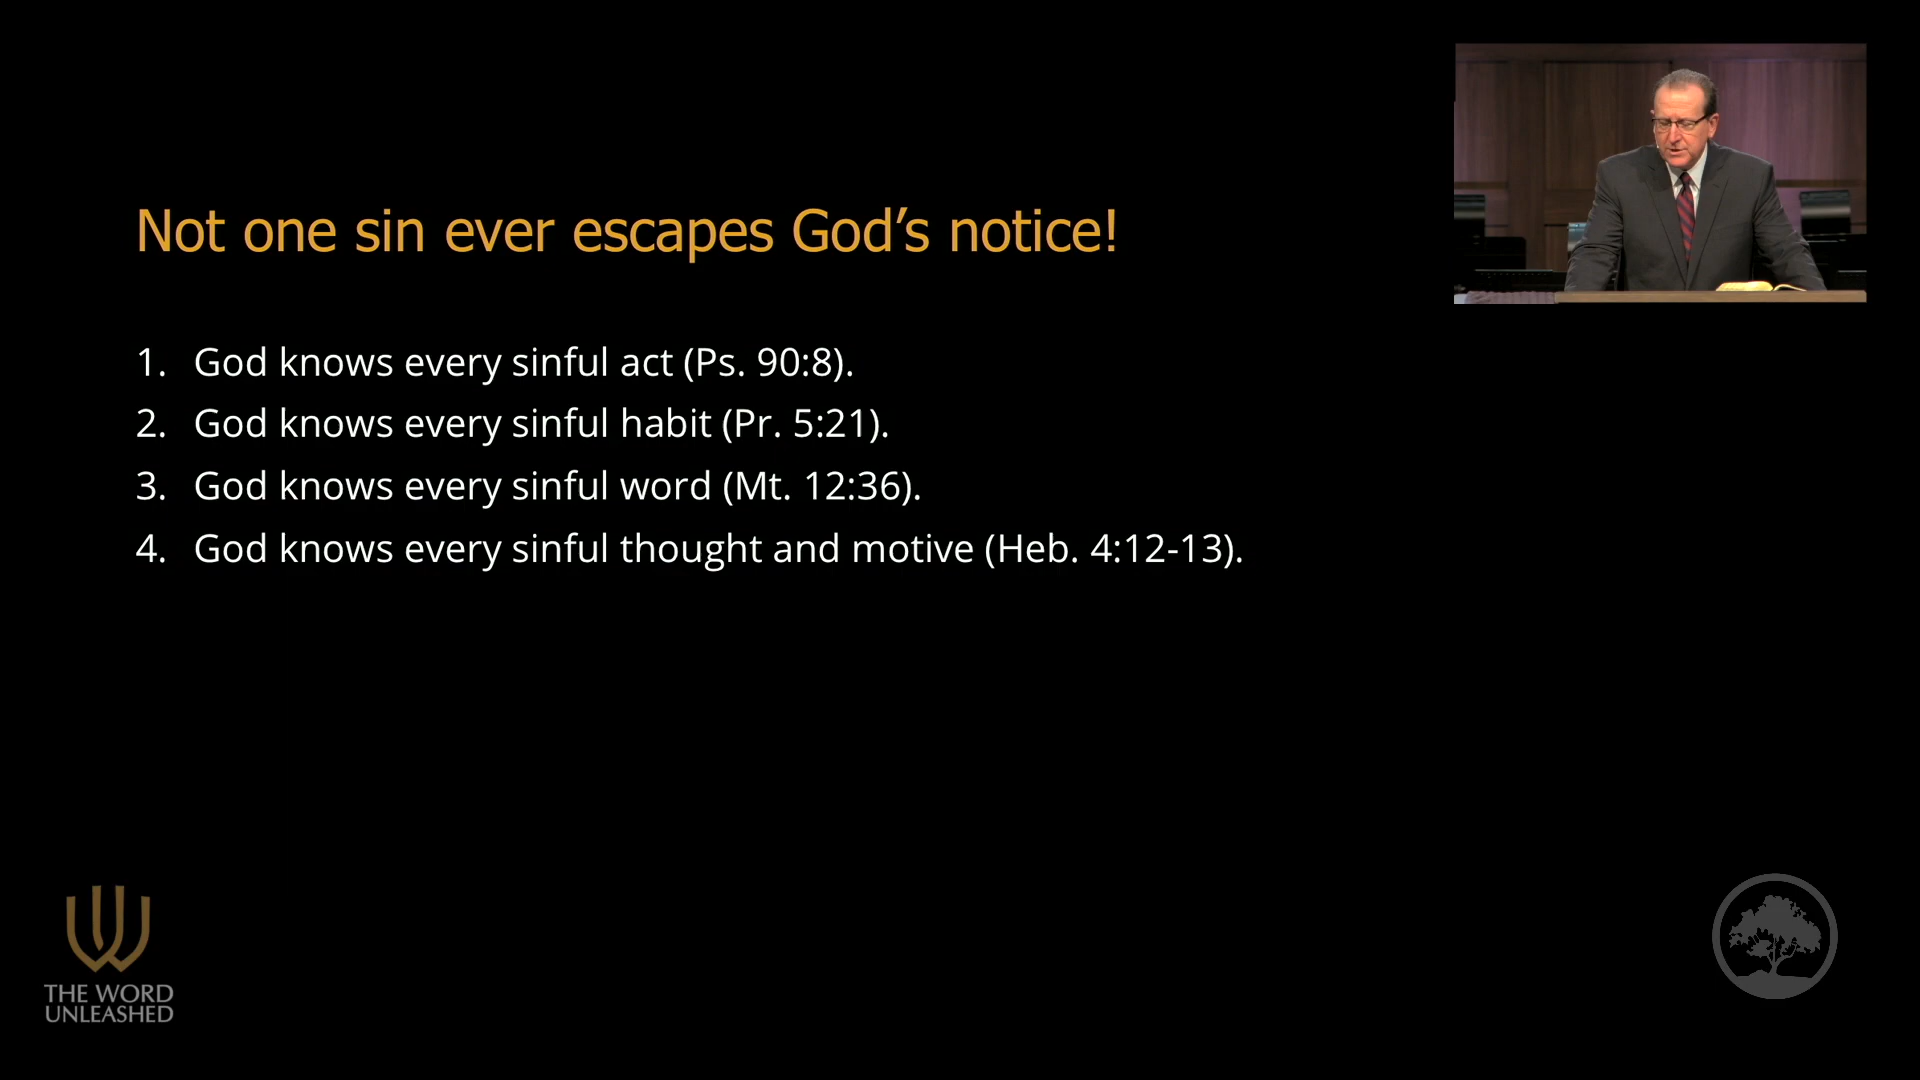 Not one sin ever escapes God’s notice!
1. God knows every sinful act (Ps. 90:8).
2. God knows every sinful habit (Pr. 5:21).
3. God knows every sinful word (Mt. 12:36).
4. God knows every sinful thought and motive (Heb. 4:12-13).
THE WORD
UNLEASHED